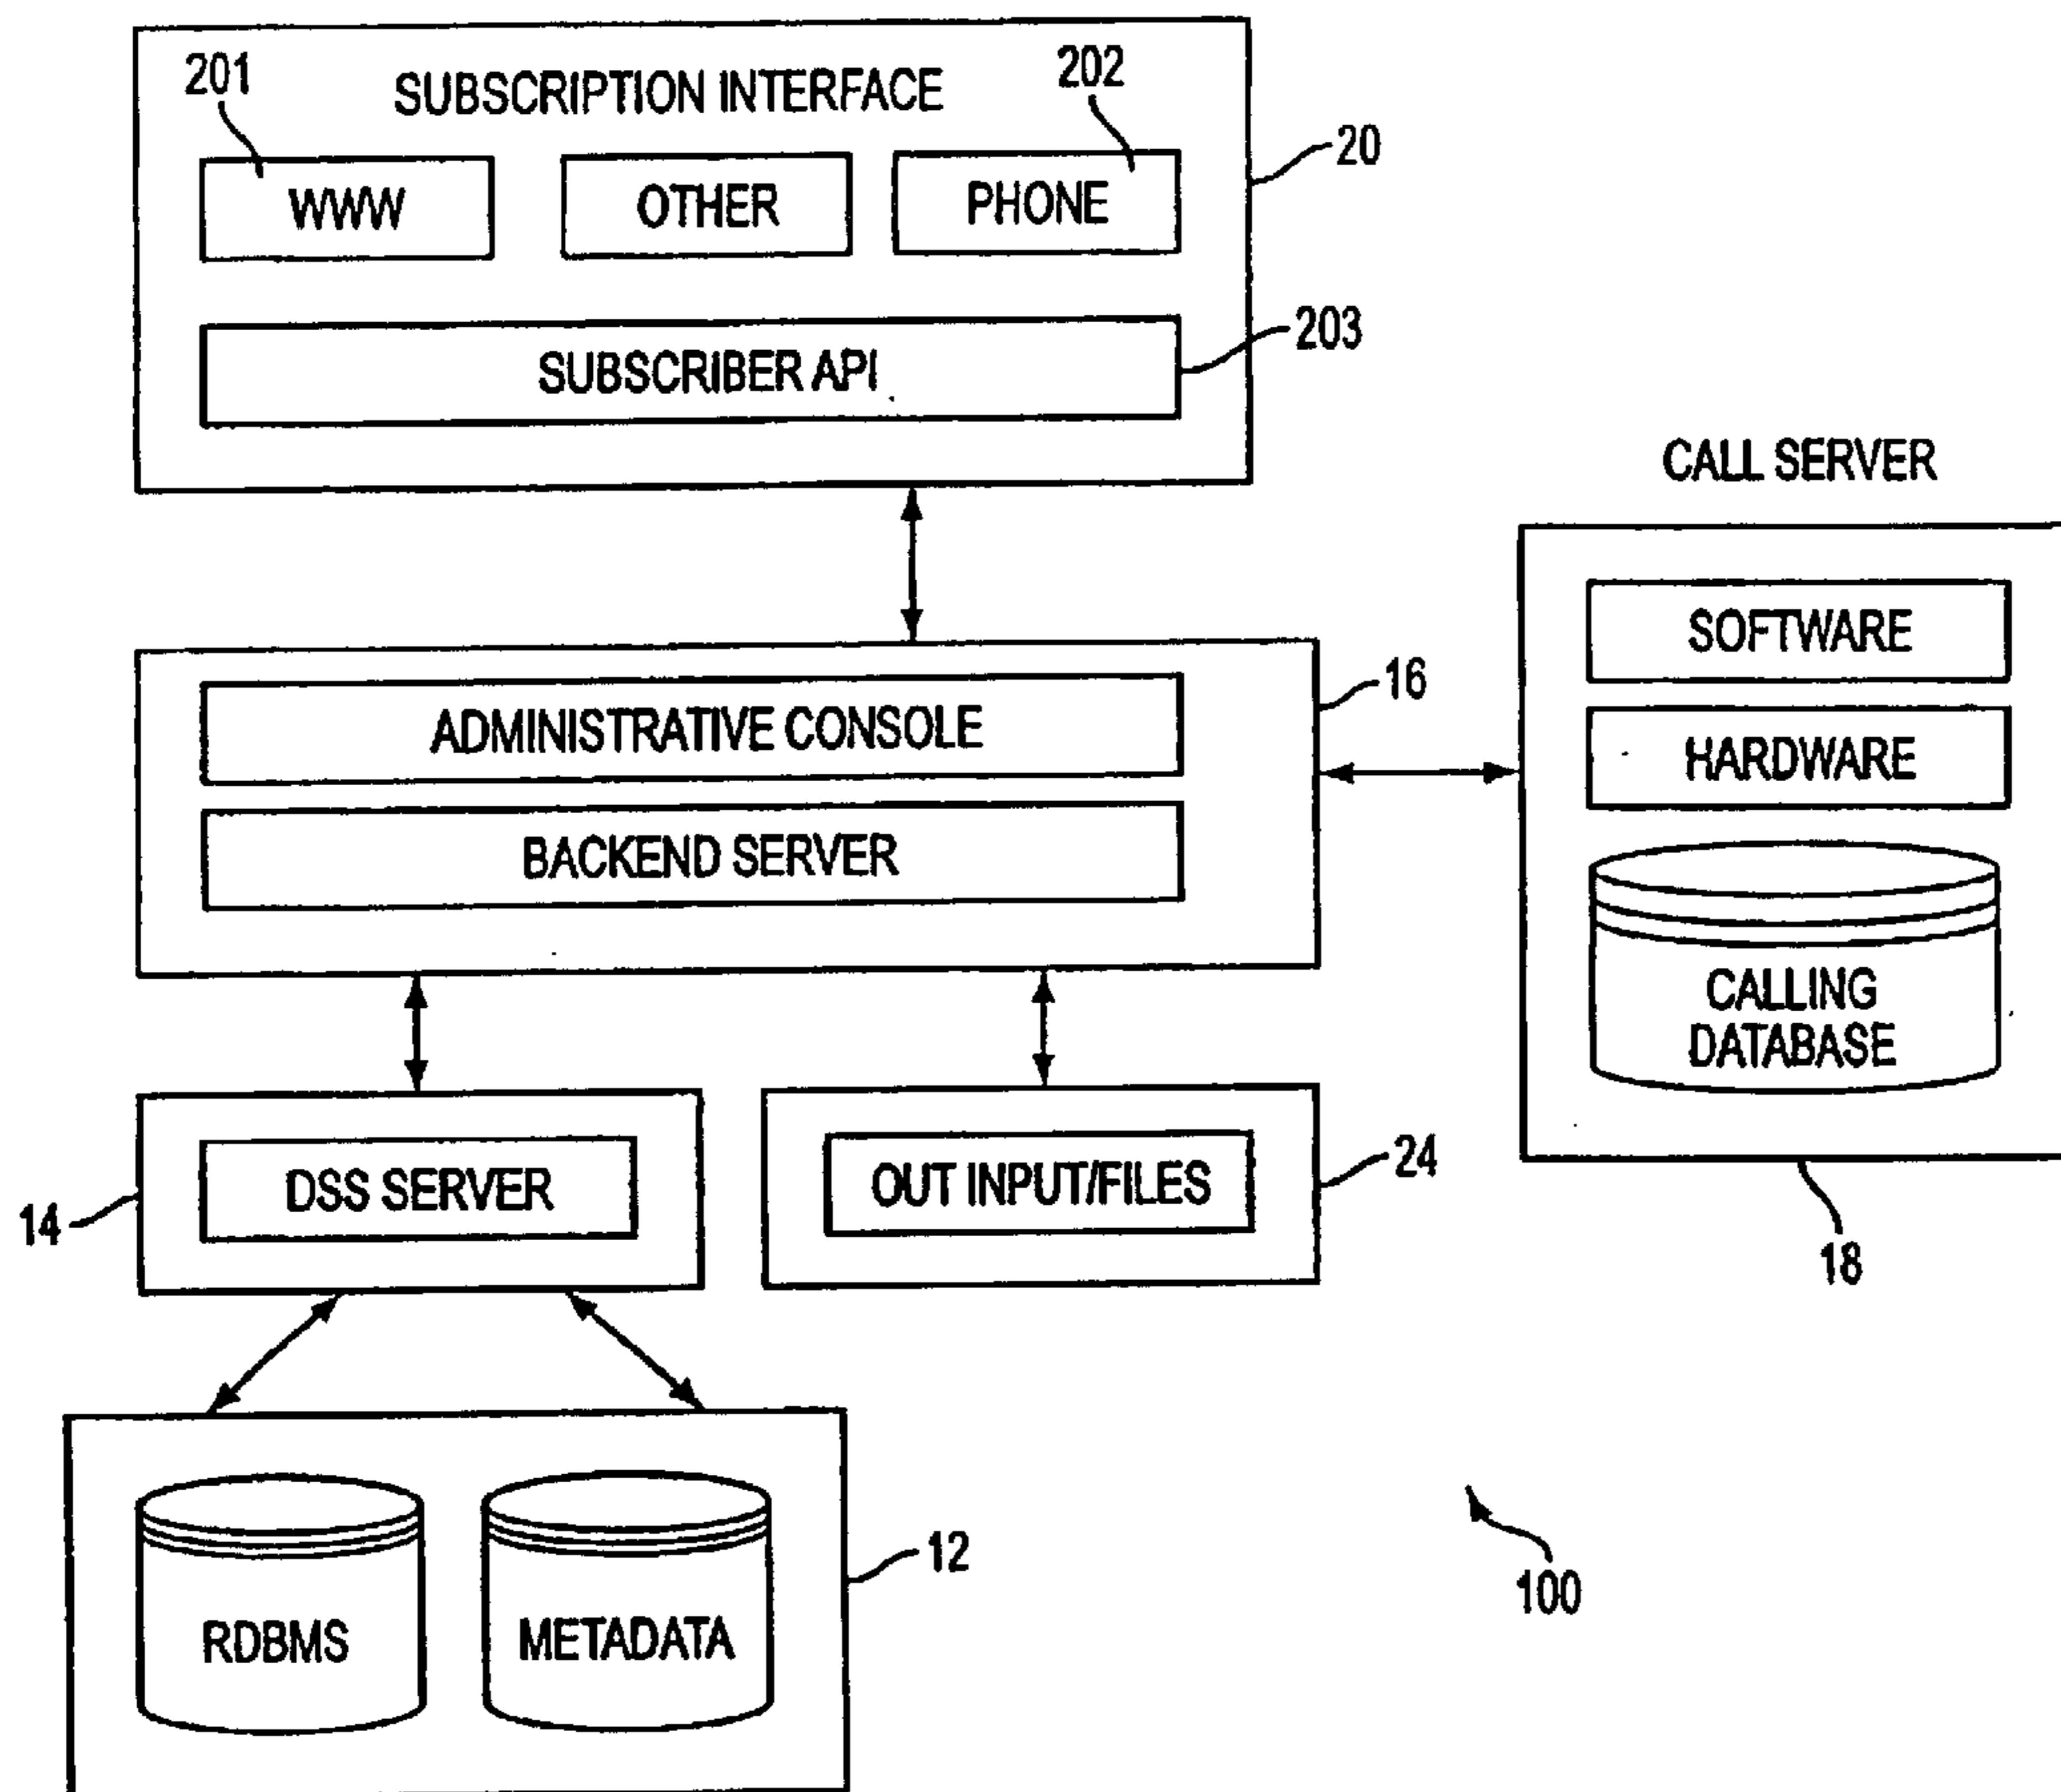 SUBSCRIPTION INTERFACE
201
202
WWW
OTHER
PHONE
20
SUBSCRIBER API
203
CALL SERVER
SOFTWARE
HARDWARE
CALLING
DATABASE
18
ADMINISTRATIVE CONSOLE
BACKEND SERVER
16
DSS SERVER
14
OUT INPUT/FILES
24
RDBMS
METADATA
12
100